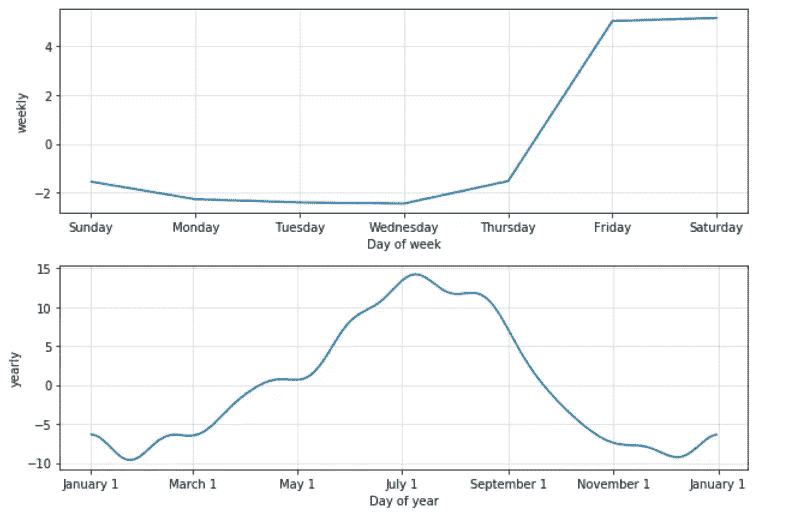 4
2
0
−2
weekly
Sunday Monday Tuesday Wednesday Thursday Friday Saturday
Day of week
15
10
5
0
−5
−10
yearly
January 1 March 1 May 1 July 1 September 1 November 1 January 1
Day of year